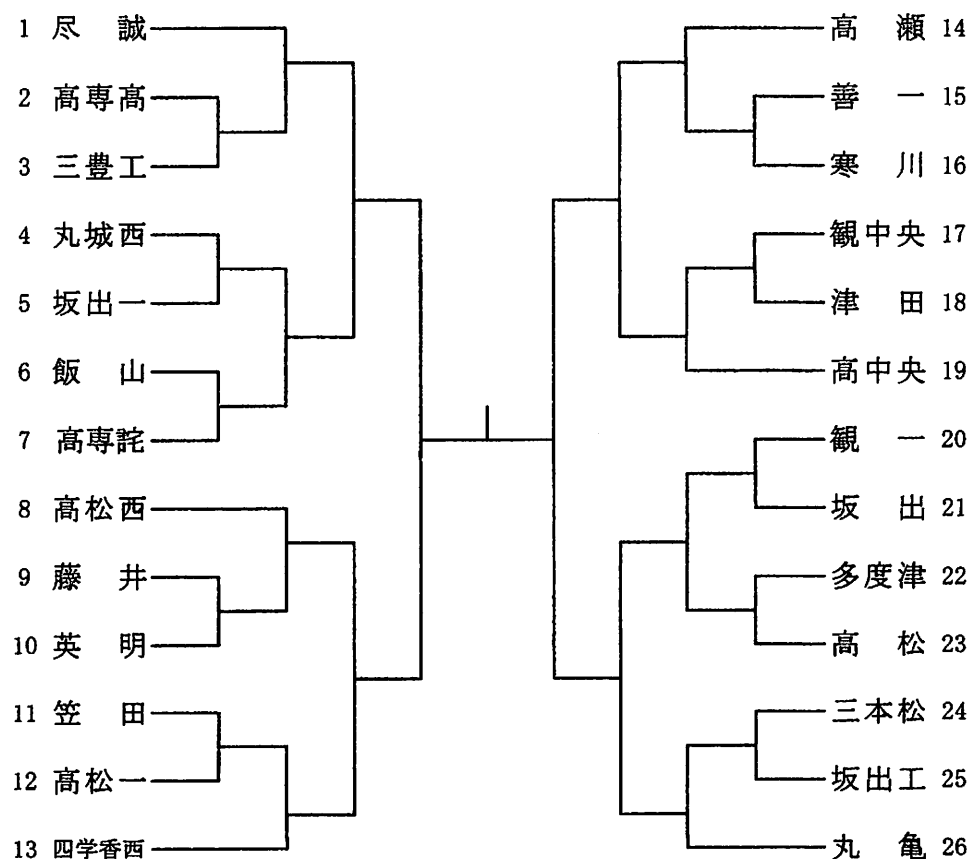 1 尽誠
2 高専高
3 三豊工
4 丸城西
5 坂出一
6 飯山
7 高専詫
8 高松西
9 藤井
10 英明
11 笠田
12 高松一
13 四学香西
高瀬 14
善一 15
寒川 16
観中央 17
津田 18
高中央 19
観一 20
坂出 21
多度津 22
高松 23
三本松 24
坂出工 25
丸亀 26